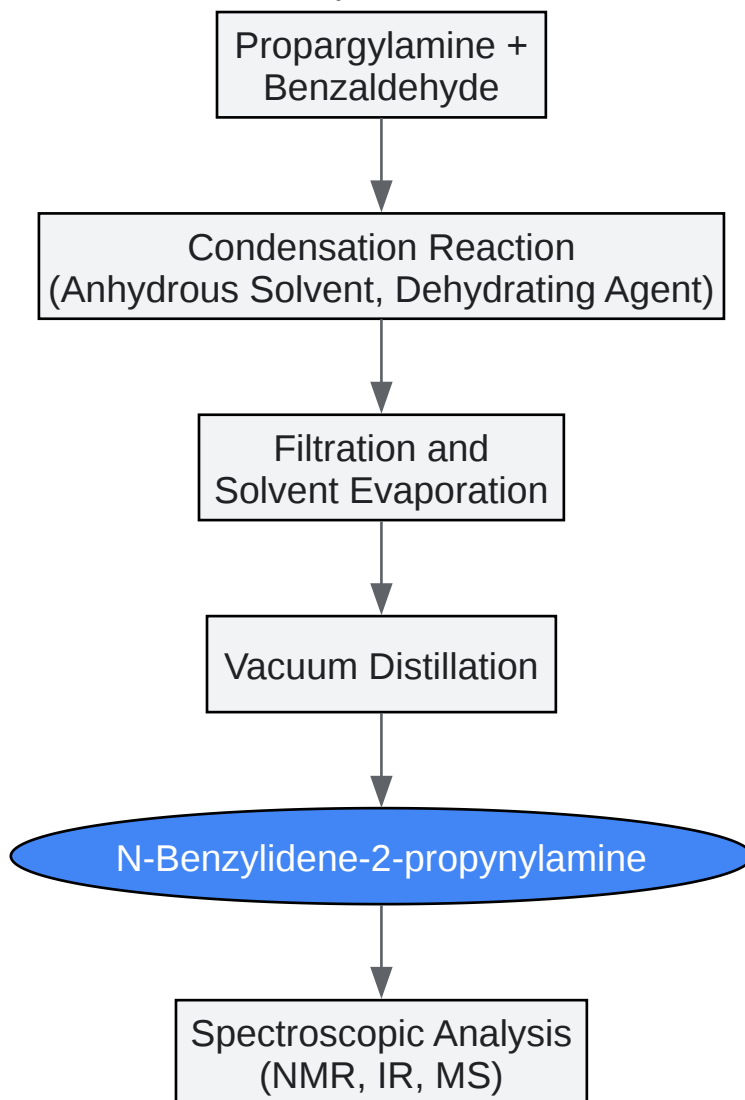 Propargylamine +
Benzaldehyde
Condensation Reaction
(Anhydrous Solvent, Dehydrating Agent)
Filtration and
Solvent Evaporation
Vacuum Distillation
N-Benzylidene-2-propynylamine
Spectroscopic Analysis
(NMR, IR, MS)